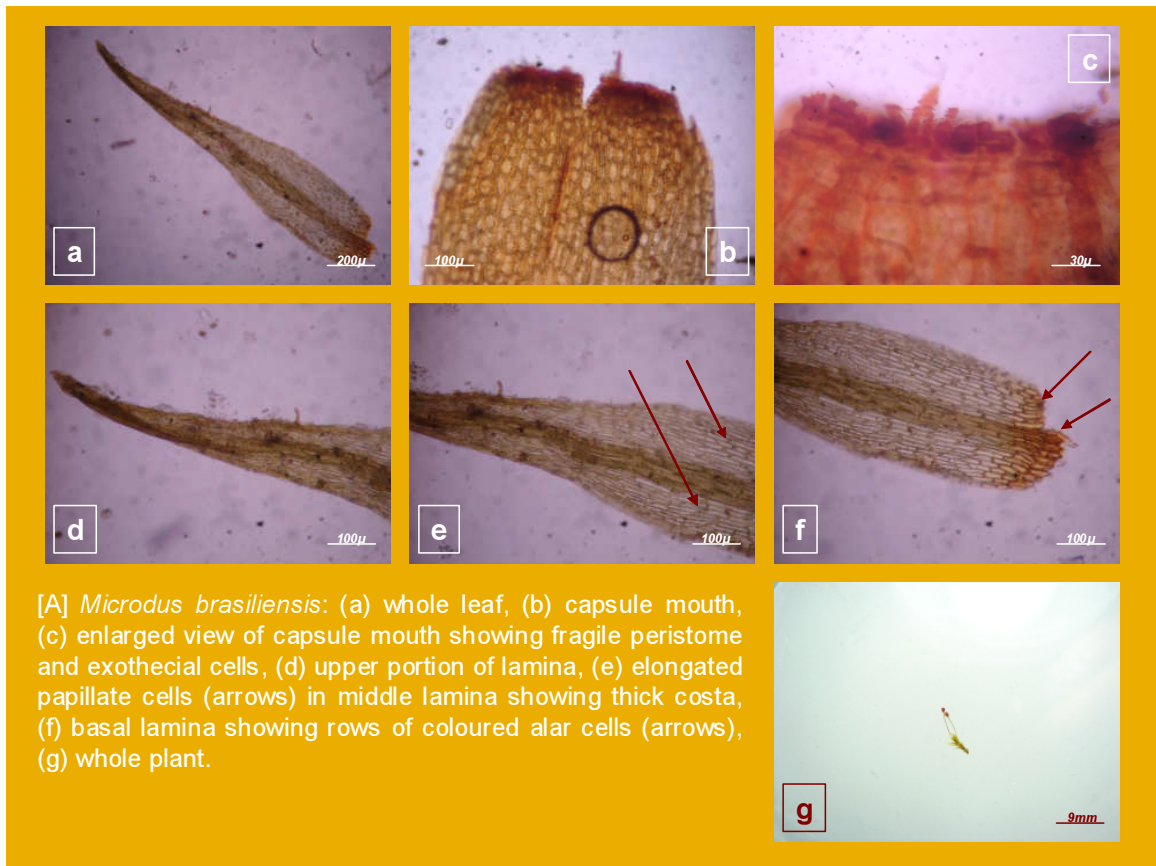 a
200μ
100μ
b
c
30μ
d
100μ
e
100μ
f
100μ
[A] Microdus brasiliensis: (a) whole leaf, (b) capsule mouth,
(c) enlarged view of capsule mouth showing fragile peristome
and exothecial cells, (d) upper portion of lamina, (e) elongated
papillate cells (arrows) in middle lamina showing thick costa,
(f) basal lamina showing rows of coloured alar cells (arrows),
(g) whole plant.
g
9mm